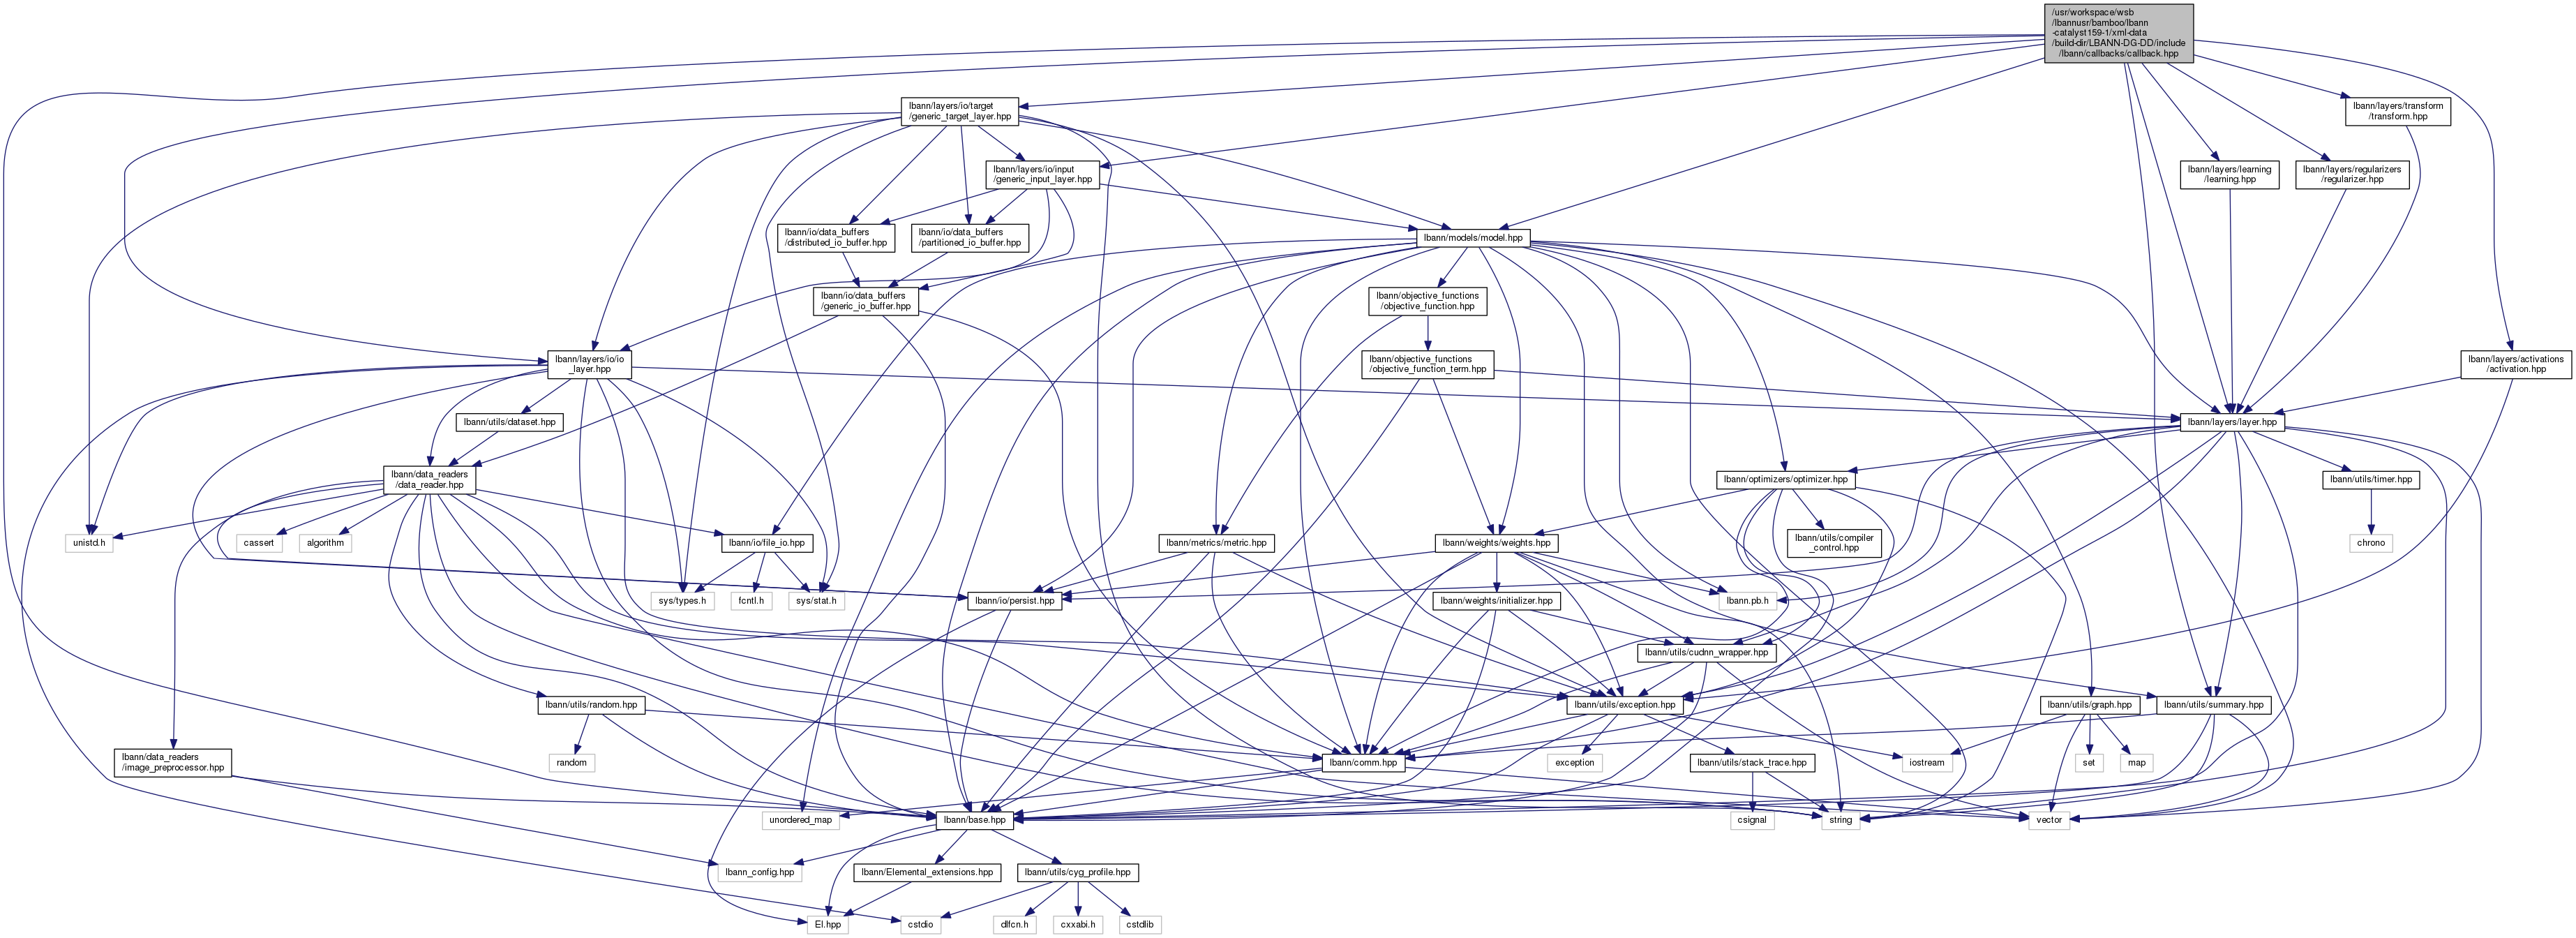 /usr/workspace/wsb
/lbannusr/bamboo/lbann
-catalyst159-1/xml-data
/build-dir/LBANN-DG-DD/include
/lbann/callbacks/callback.hpp
lbann/layers/io/target
/generic_target_layer.hpp
lbann/layers/transform
/transform.hpp
lbann/layers/io/input
/generic_input_layer.hpp
lbann/layers/learning
/learning.hpp
lbann/layers/regularizers
/regularizer.hpp
lbann/io/data_buffers
/distributed_io_buffer.hpp
lbann/io/data_buffers
/partitioned_io_buffer.hpp
lbann/models/model.hpp
lbann/io/data_buffers
/generic_io_buffer.hpp
lbann/objective_functions
/objective_function.hpp
lbann/layers/io/io
_layer.hpp
lbann/objective_functions
/objective_function_term.hpp
lbann/layers/activations
/activation.hpp
lbann/utils/dataset.hpp
lbann/layers/layer.hpp
lbann/data_readers
/data_reader.hpp
lbann/optimizers/optimizer.hpp
lbann/utils/timer.hpp
unistd.h
cassert
algorithm
lbann/io/file_io.hpp
lbann/metrics/metric.hpp
lbann/weights/weights.hpp
lbann/utils/compiler
_control.hpp
chrono
sys/types.h
fcntl.h
sys/stat.h
lbann/io/persist.hpp
lbann/weights/initializer.hpp
lbann.pb.h
lbann/utils/cudnn_wrapper.hpp
lbann/utils/random.hpp
lbann/utils/exception.hpp
lbann/utils/graph.hpp
lbann/utils/summary.hpp
lbann/data_readers
/image_preprocessor.hpp
random
lbann/comm.hpp
exception
lbann/utils/stack_trace.hpp
iostream
set
map
unordered_map
lbann/base.hpp
csignal
string
vector
lbann_config.hpp
lbann/Elemental_extensions.hpp
lbann/utils/cyg_profile.hpp
El.hpp
cstdio
dlfcn.h
cxxabi.h
cstdlib